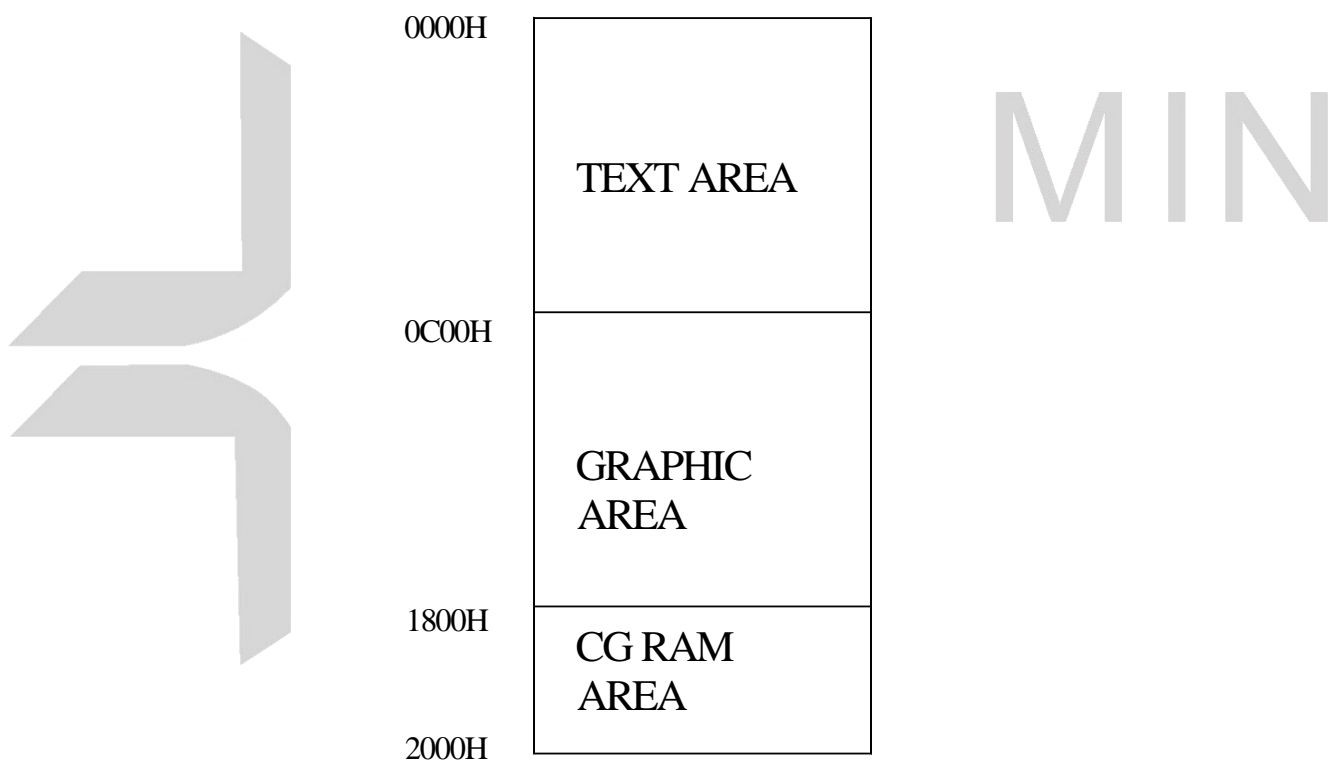 0000H
TEXT AREA
MIN
0C00H
GRAPHIC
AREA
1800H
CG RAM
AREA
2000H